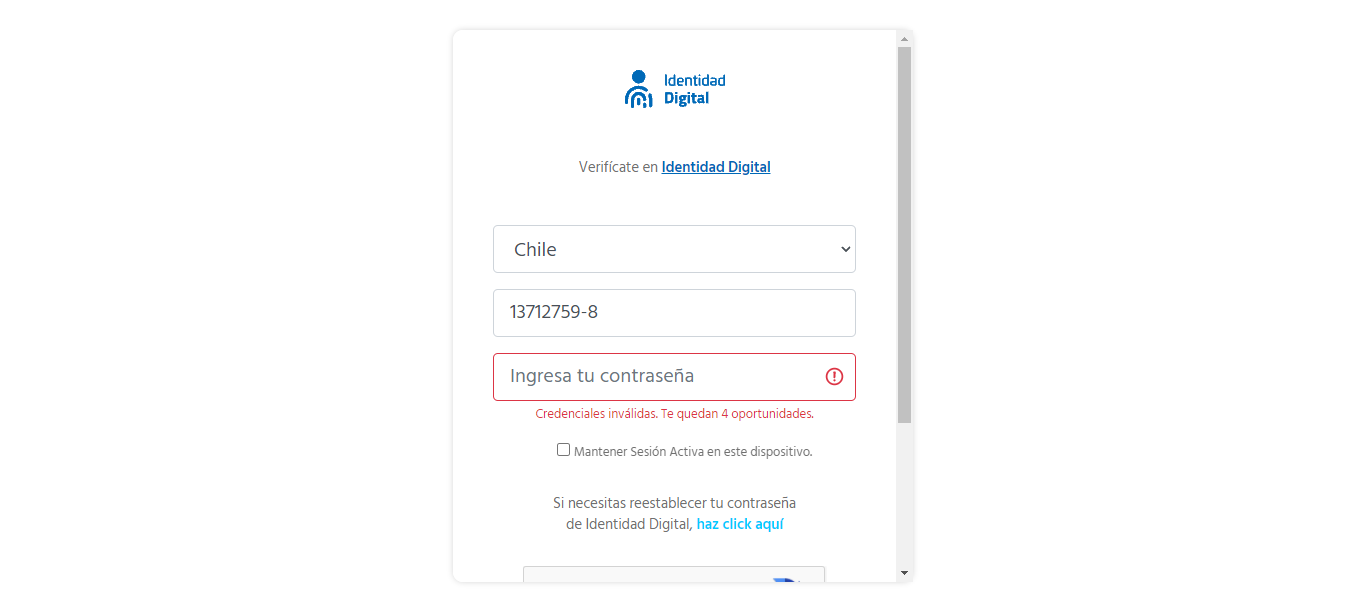 Identidad
Digital
Verifícate en Identidad Digital
Chile
13712759-8
Ingresa tu contraseña
Credenciales inválidas. Te quedan 4 oportunidades.
Mantener Sesión Activa en este dispositivo.
Si necesitas reestablecer tu contraseña
de Identidad Digital, haz click aquí